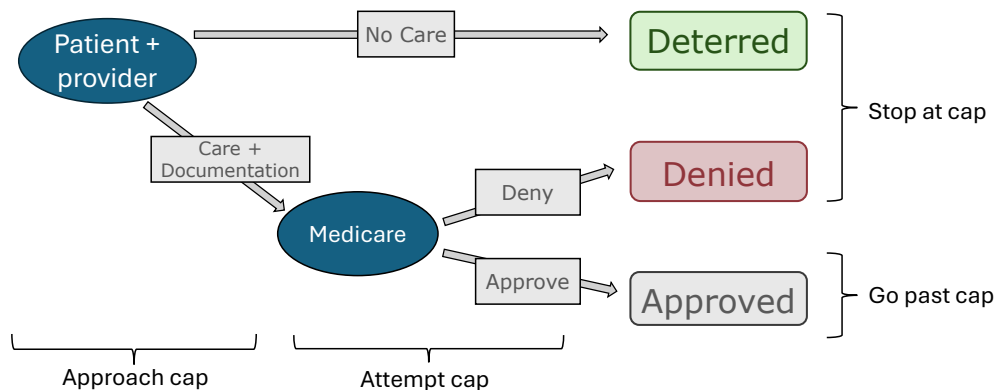 Patient +
provider
No Care
Deterred
Stop at cap
Care +
Documentation
Deny
Denied
Medicare
Approve
Approved
Go past cap
Approach cap
Attempt cap